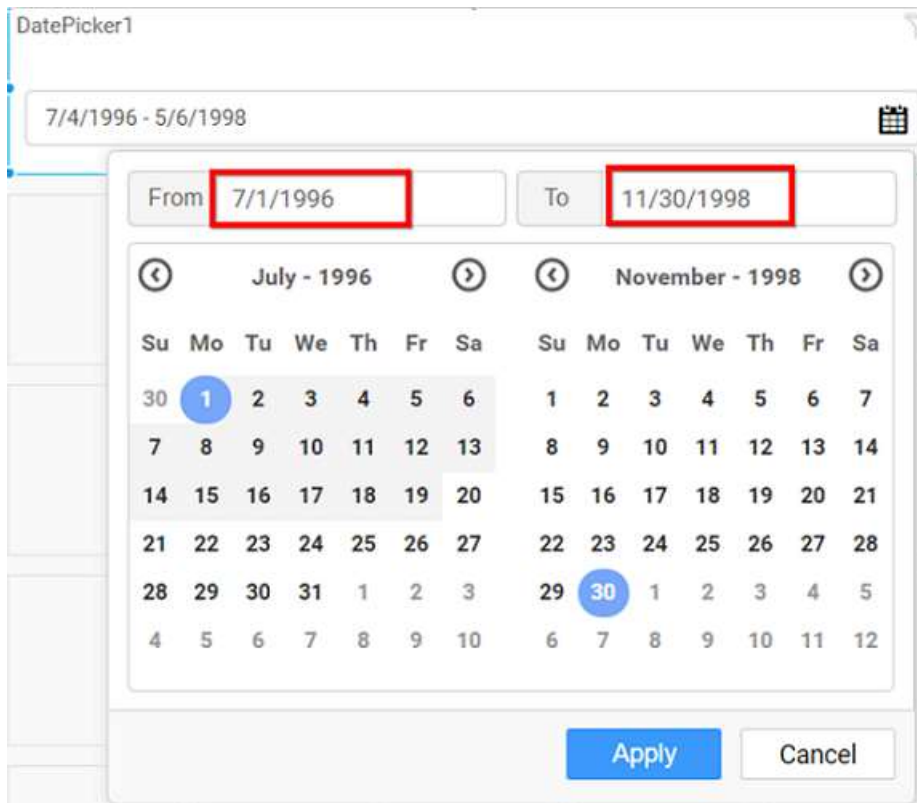 DatePicker1
7/4/1996 - 5/6/1998
From 7/1/1996 To 11/30/1998
July - 1996 November - 1998
Su Mo Tu We Th Fr Sa Su Mo Tu We Th Fr Sa
30 1 2 3 4 5 6 1 2 3 4 5 6 7
7 8 9 10 11 12 13 8 9 10 11 12 13 14
14 15 16 17 18 19 20 15 16 17 18 19 20 21
21 22 23 24 25 26 27 22 23 24 25 26 27 28
28 29 30 31 1 2 3 29 30 1 2 3 4 5
4 5 6 7 8 9 10 6 7 8 9 10 11 12
Apply Cancel